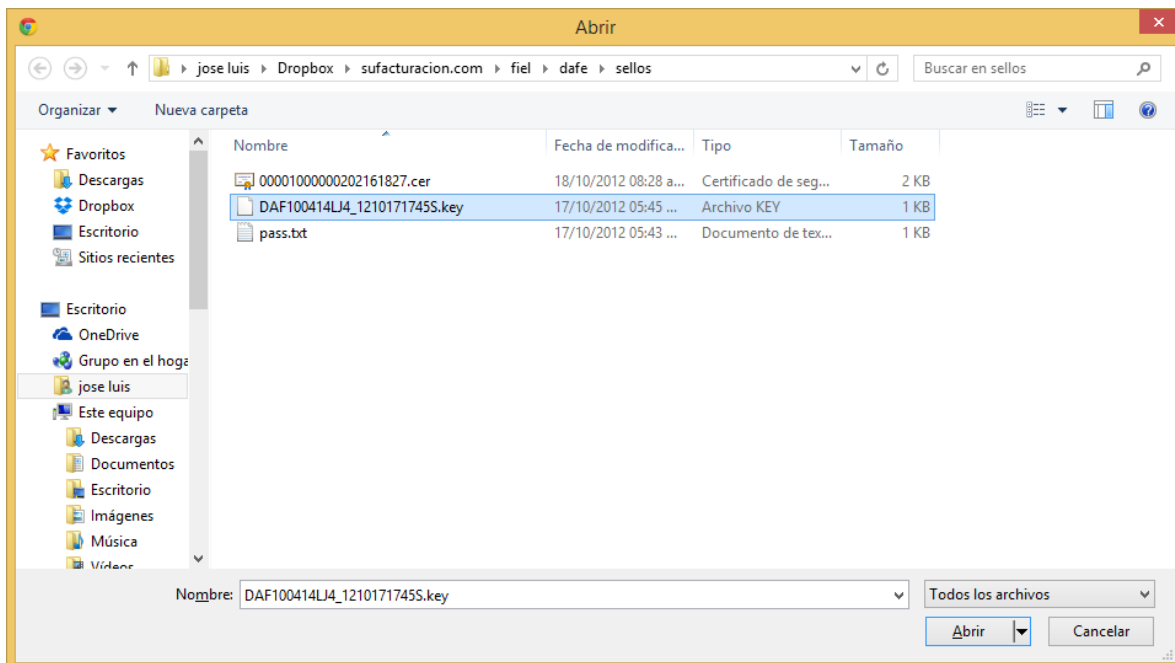 Abrir
jose luis Dropbox sufacturacion.com fiel dafe sellos Buscar en sellos
Organizar Nueva carpeta
Favoritos
Descargas
Dropbox
Escritorio
Sitios recientes
Escritorio
OneDrive
Grupo en el hoga
jose luis
Este equipo
Descargas
Documentos
Escritorio
Imágenes
Música
Vídeos
Nombre Fecha de modifica... Tipo Tamaño
00001000000202161827.cer 18/10/2012 08:28 a... Certificado de seg... 2 KB
DAF100414LJ4_1210171745S.key 17/10/2012 05:45 ... Archivo KEY 1 KB
pass.txt 17/10/2012 05:43 ... Documento de tex... 1 KB
Nombre: DAF100414LJ4_1210171745S.key Todos los archivos
Abrir Cancelar